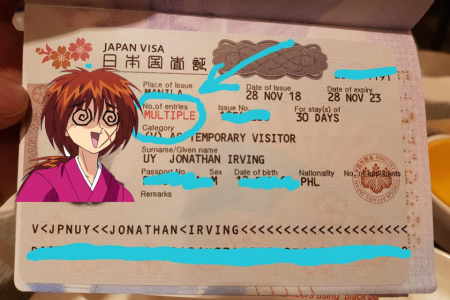 JAPAN VISA
日本国査証
Place of Issue Date of Issue Date of expiry
MANILA 28 NOV 18 28 NOV 23
No.of entries Issue No. For stay(s) of
MULTIPLE 30 DAYS
Category
(V) AS TEMPORARY VISITOR
Surname/Given name
UY JONATHAN IRVING
Passport No. Sex Date of birth Nationality No. of applicants
M PHL
Remarks
V<JPNUY<<JONATHAN<IRVING<<<<<<<<<<<<<<<<<<<<